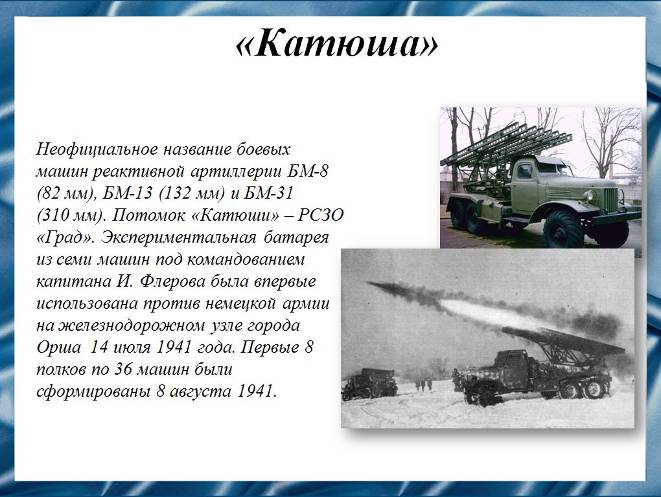 «Катюша»
Неофициальное название боевых
машин реактивной артиллерии БМ-8
(82 мм), БМ-13 (132 мм) и БМ-31
(310 мм). Потомок «Катюши» – РСЗО
«Град». Экспериментальная батарея
из семи машин под командованием
капитана И. Флерова была впервые
использована против немецкой армии
на железнодорожном узле города
Орша 14 июля 1941 года. Первые 8
полков по 36 машин были
сформированы 8 августа 1941.